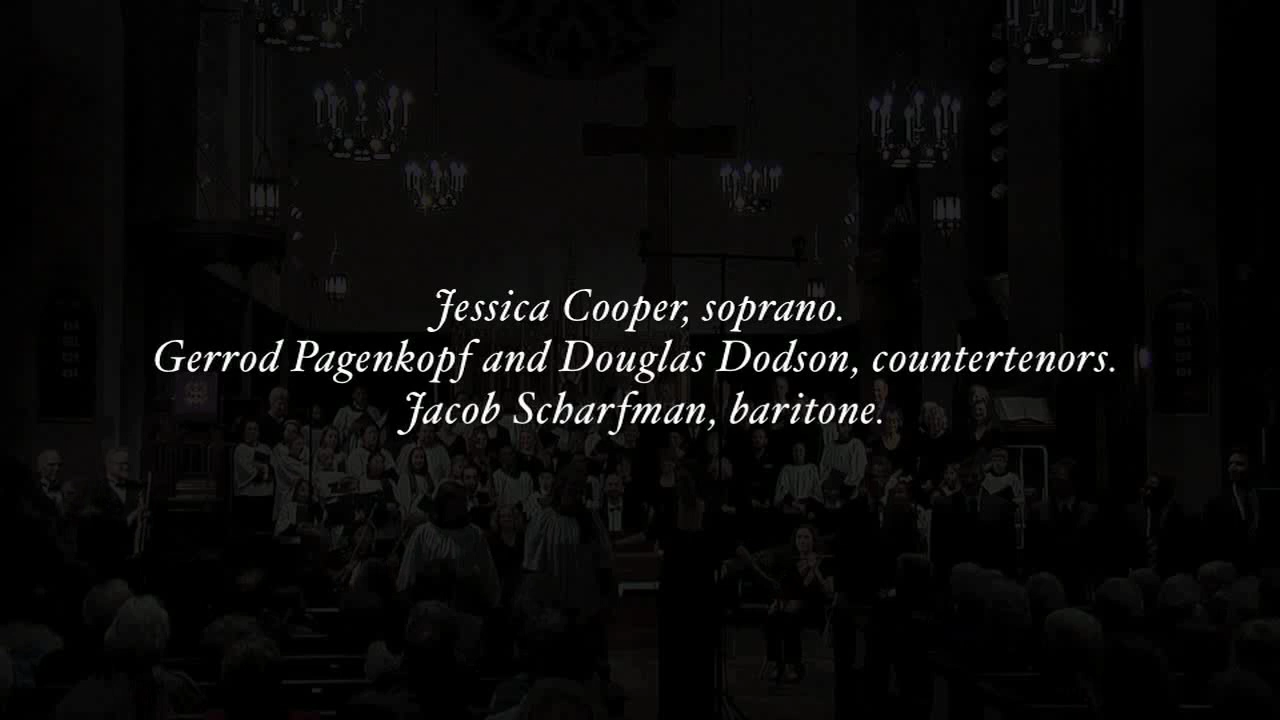 Jessica Cooper, soprano.
Gerrod Pagenkopf and Douglas Dodson, countertenors.
Jacob Scharfman, baritone.